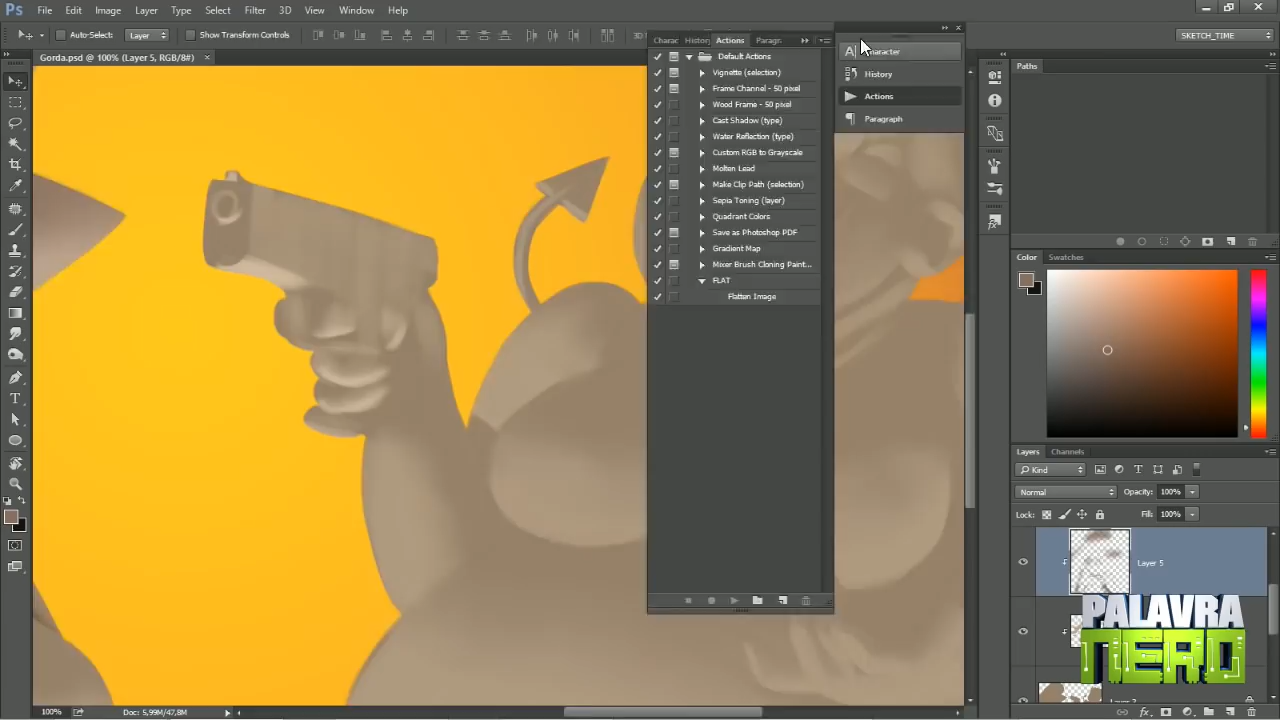 Ps File Edit Image Layer Type Select Filter 3D View Window Help
Auto-Select: Layer Show Transform Controls SKETCH_TIME
Gorda.psd @ 100% (Layer 5, RGB/8#) ×
Charac Histor Actions Paragr
Default Actions
Vignette (selection)
Frame Channel - 50 pixel
Wood Frame - 50 pixel
Cast Shadow (type)
Water Reflection (type)
Custom RGB to Grayscale
Molten Lead
Make Clip Path (selection)
Sepia Toning (layer)
Quadrant Colors
Save as Photoshop PDF
Gradient Map
Mixer Brush Cloning Paint...
FLAT
Flatten Image
History
Actions
Paragraph
Paths
Color Swatches
Layers Channels
Kind
Normal Opacity: 100%
Lock: Fill: 100%
Layer 5
PALAVRA
NERD
100% Doc: 5,99M/47,8M